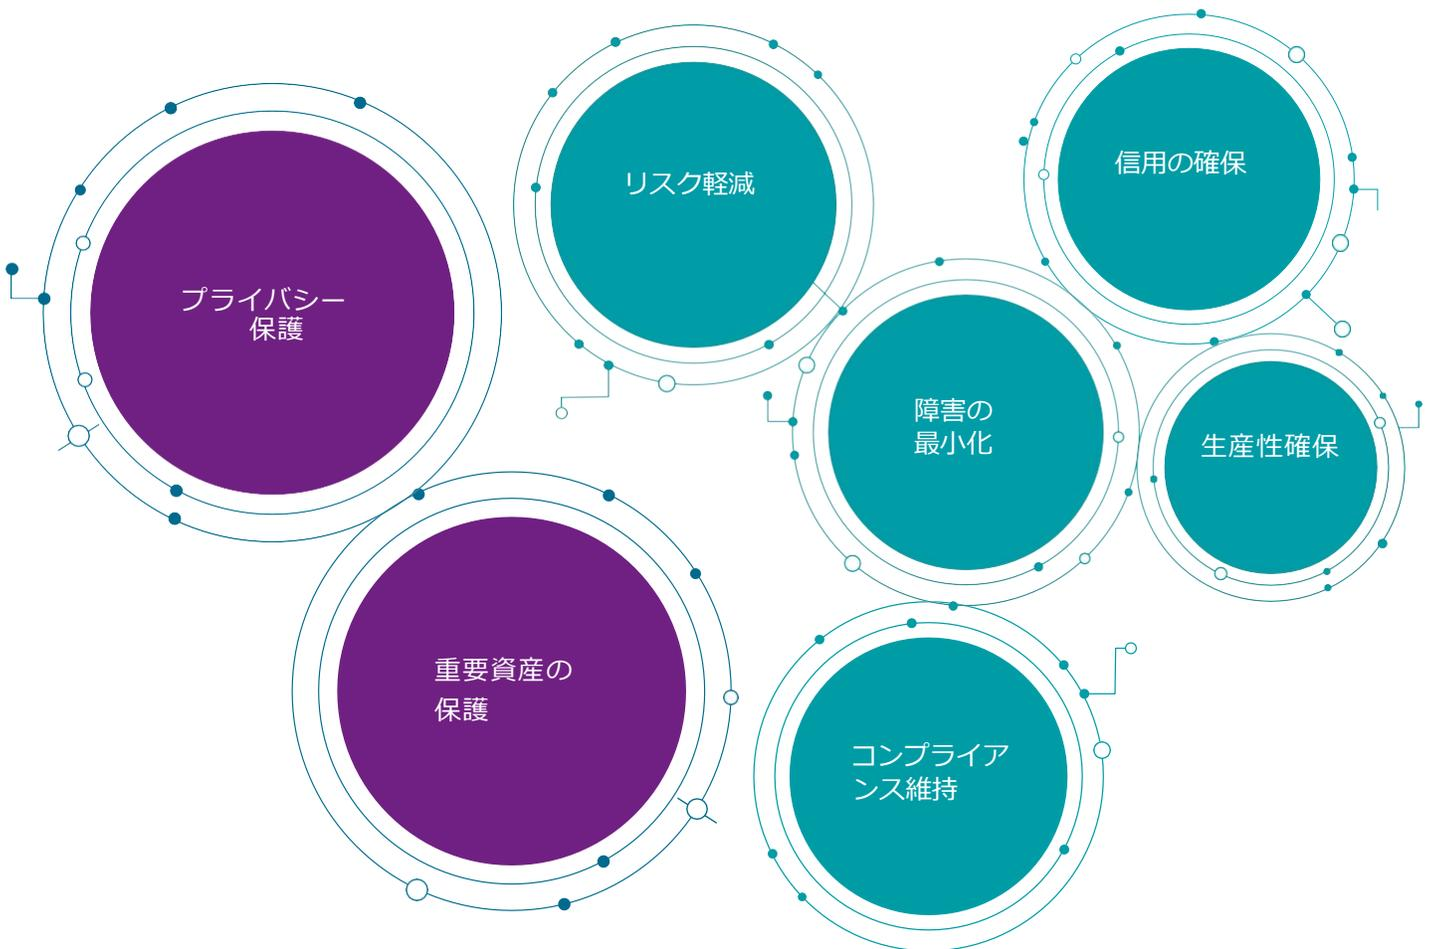 プライバシー
保護
リスク軽減
信用の確保
障害の
最小化
生産性確保
重要資産の
保護
コンプライア
ンス維持